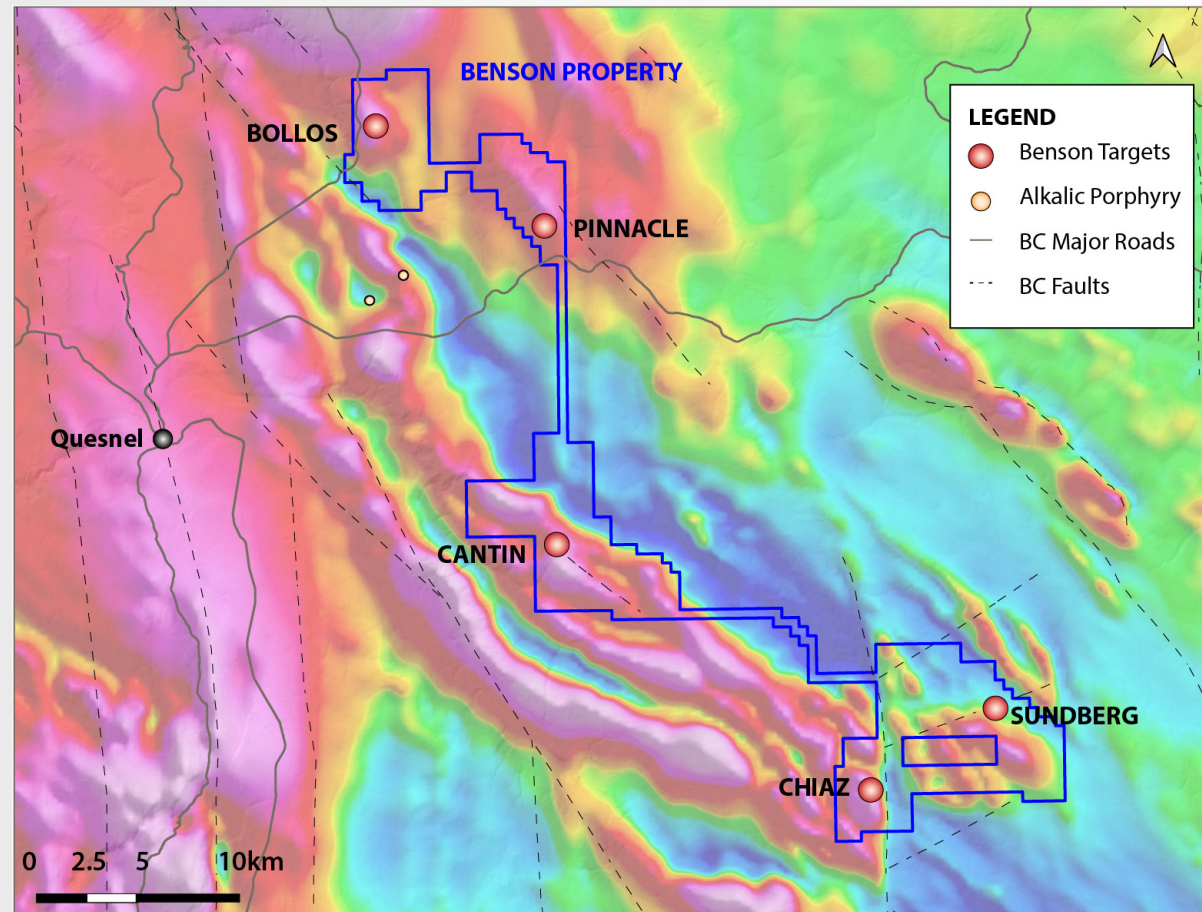 BENSON PROPERTY
BOLLOS
PINNACLE
Quesnel
CANTIN
SUNDBERG
CHIAZ
LEGEND
Benson Targets
Alkalic Porphyry
BC Major Roads
BC Faults
0 2.5 5 10km